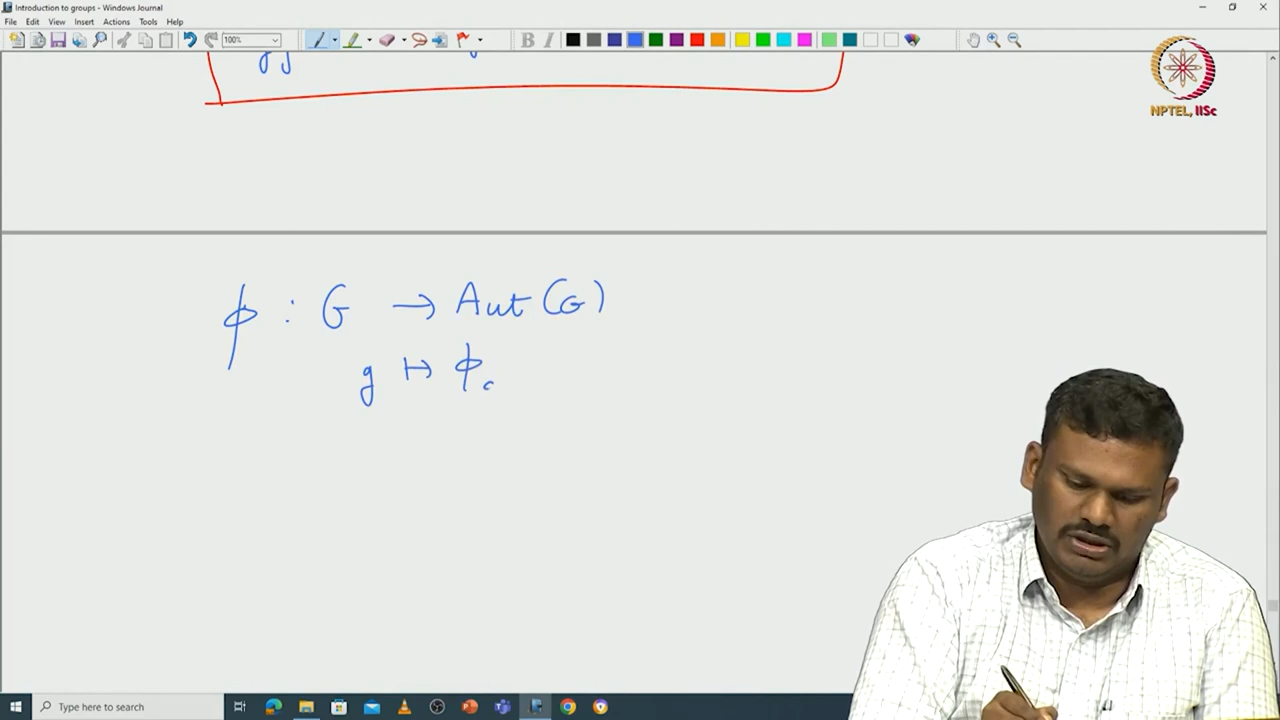 Introduction to groups - Windows Journal
File Edit View Insert Actions Tools Help
100%
B I
NPTEL, IISc
ϕ : G → Aut (G)
g ↦ ϕ
Type here to search